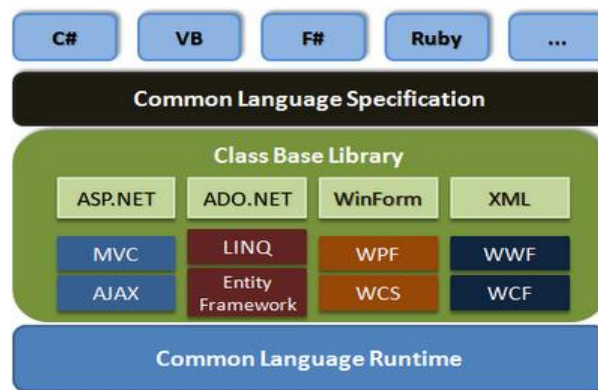 C# VB F# Ruby ...
Common Language Specification
Class Base Library
ASP.NET ADO.NET WinForm XML
MVC LINQ WPF WWF
AJAX Entity Framework WCS WCF
Common Language Runtime